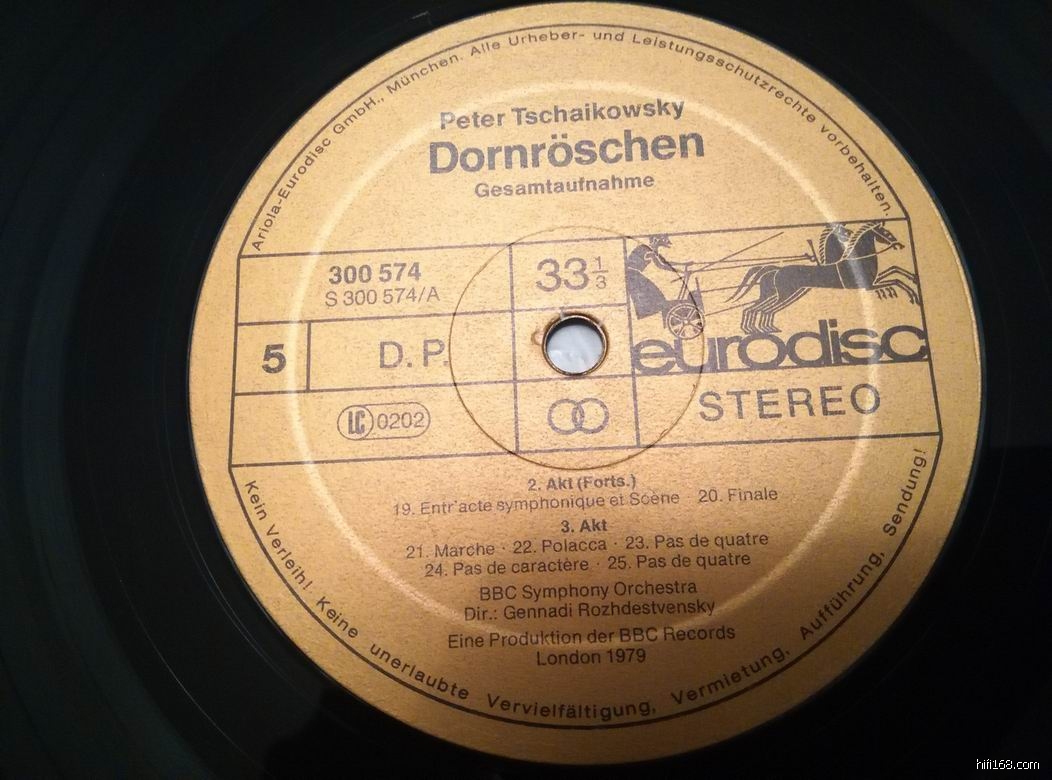 Ariola-Eurodisc GmbH., München. Alle Urheber- und Leistungsschutzrechte vorbehalten.
Peter Tschaikowsky
Dornröschen
Gesamtaufnahme
300 574
S 300 574/A
33 1/3
5
D. P.
eurodisc
LC 0202
STEREO
2. Akt (Forts.)
19. Entr'acte symphonique et Scène · 20. Finale
3. Akt
21. Marche · 22. Polacca · 23. Pas de quatre
24. Pas de caractère · 25. Pas de quatre
BBC Symphony Orchestra
Dir.: Gennadi Rozhdestvensky
Eine Produktion der BBC Records
London 1979
Kein Verleih! Keine unerlaubte Vervielfältigung, Vermietung, Aufführung, Sendung!
hifi168.com